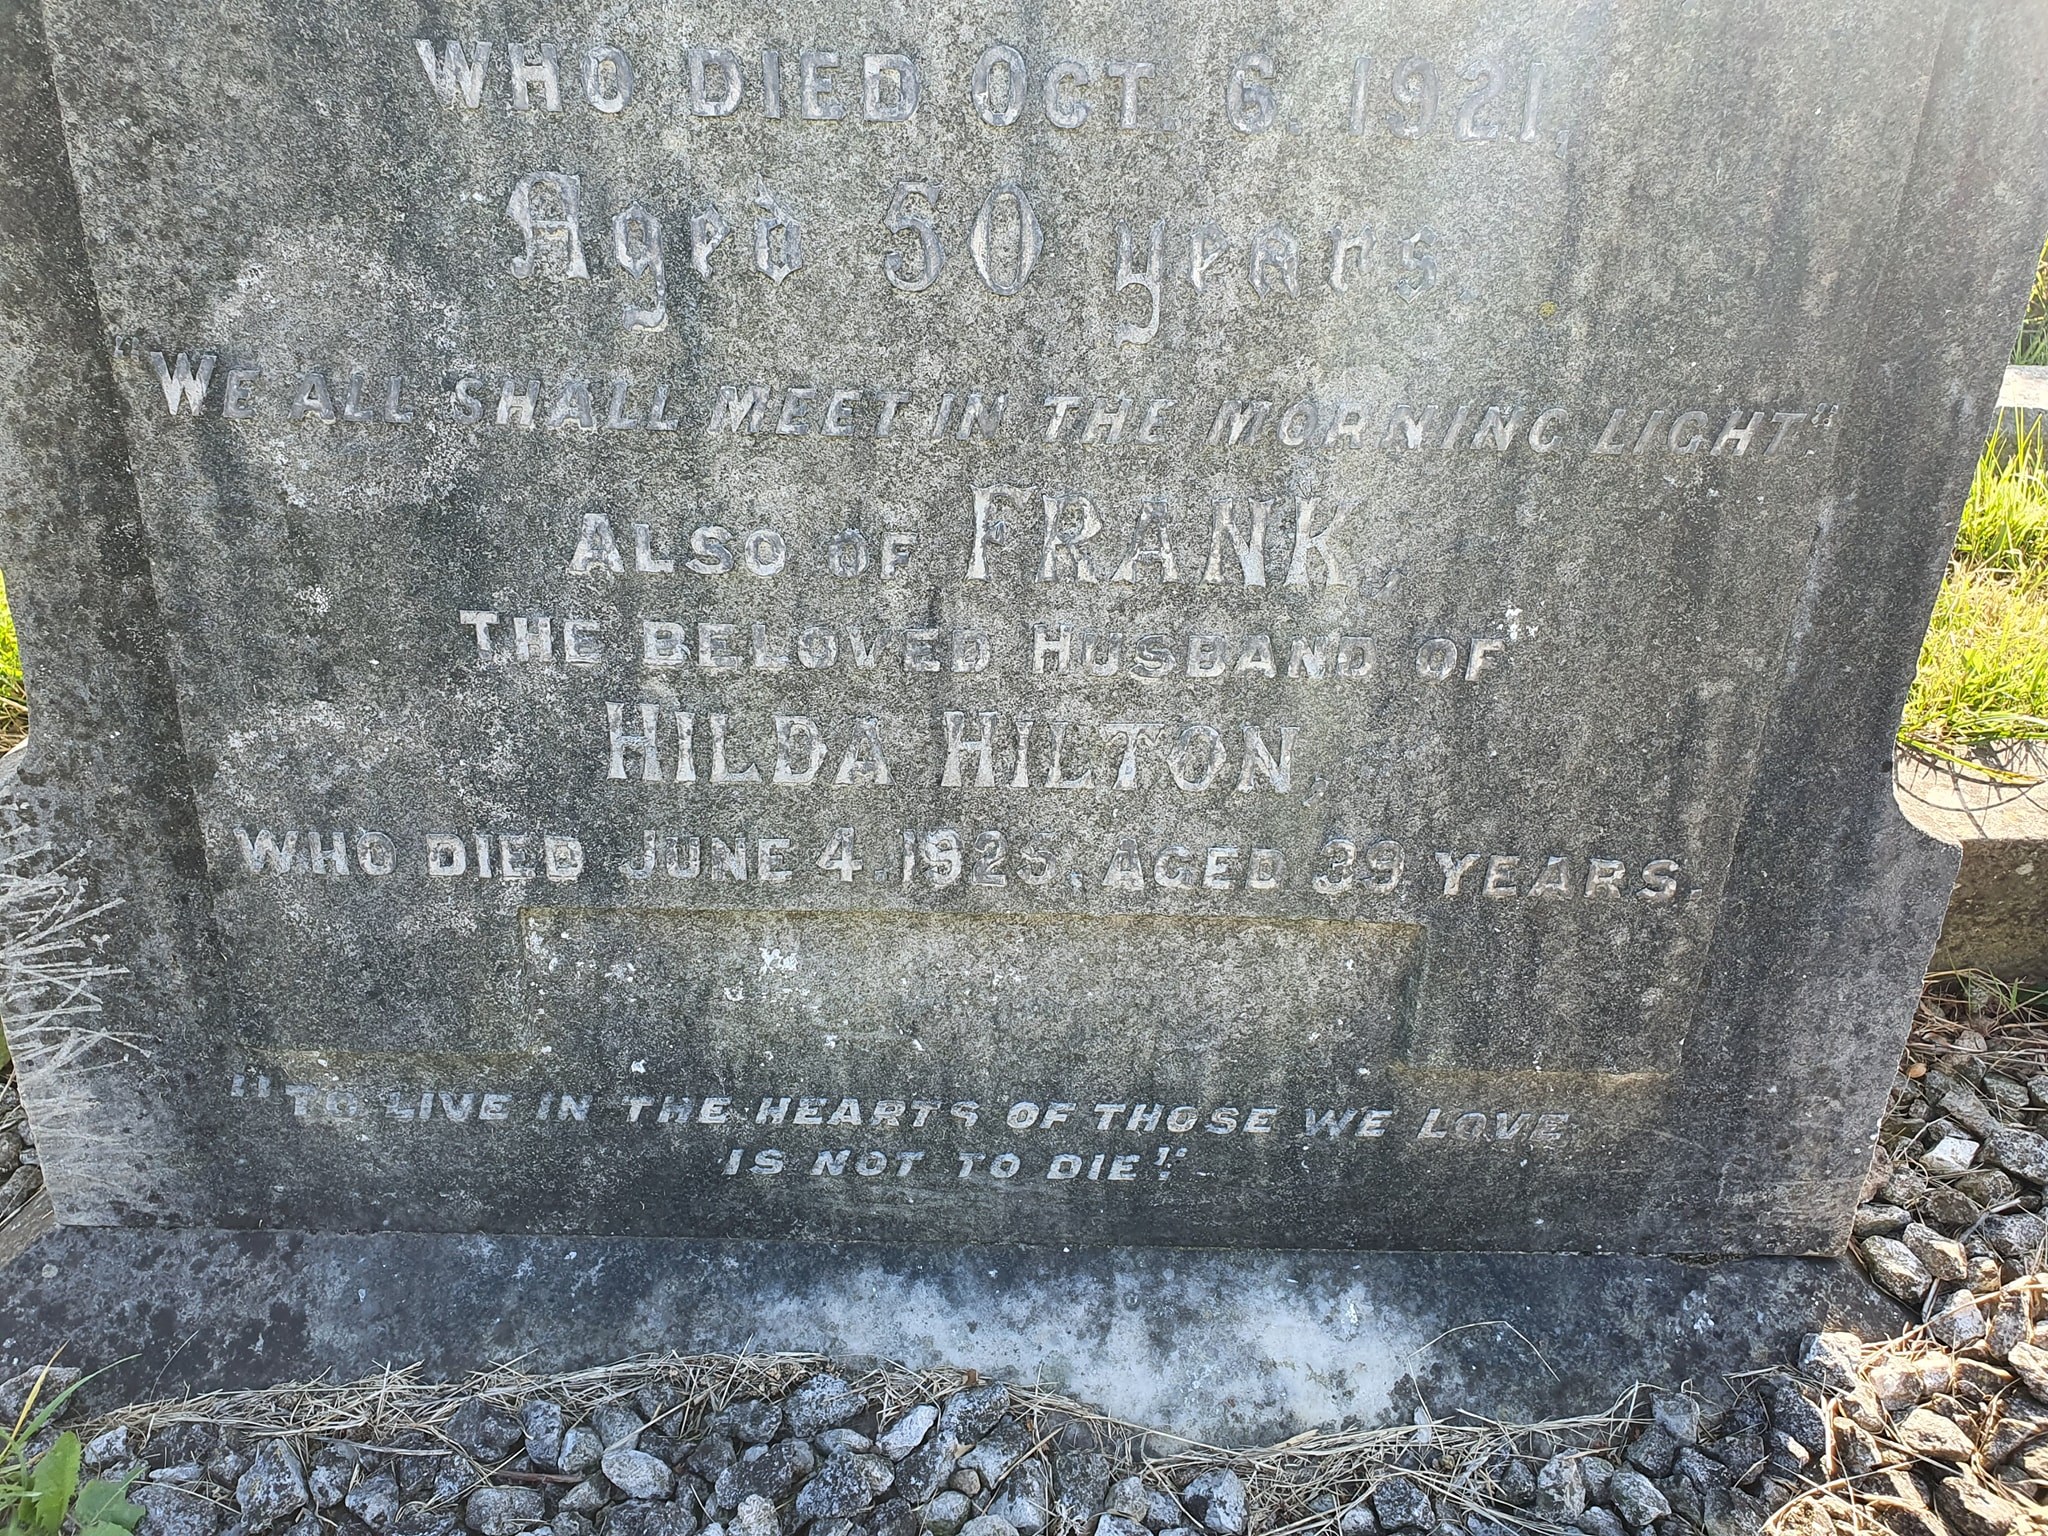 WHO DIED OCT. 6. 1921,
Aged 50 years.
"WE ALL SHALL MEET IN THE MORNING LIGHT."
ALSO OF FRANK,
THE BELOVED HUSBAND OF
HILDA HILTON,
WHO DIED JUNE 4. 1925, AGED 39 YEARS.
"TO LIVE IN THE HEARTS OF THOSE WE LOVE
IS NOT TO DIE".